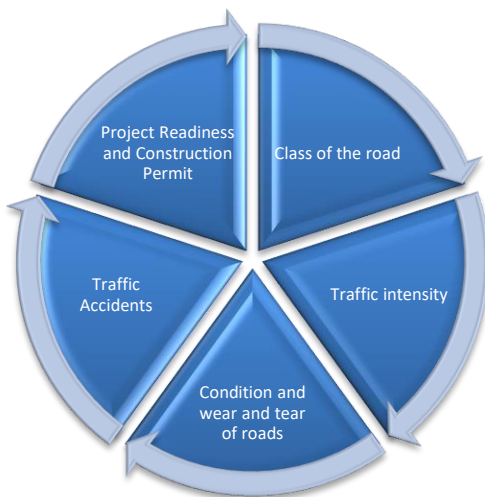 Project Readiness
and Construction
Permit
Class of the road
Traffic intensity
Condition and
wear and tear
of roads
Traffic
Accidents